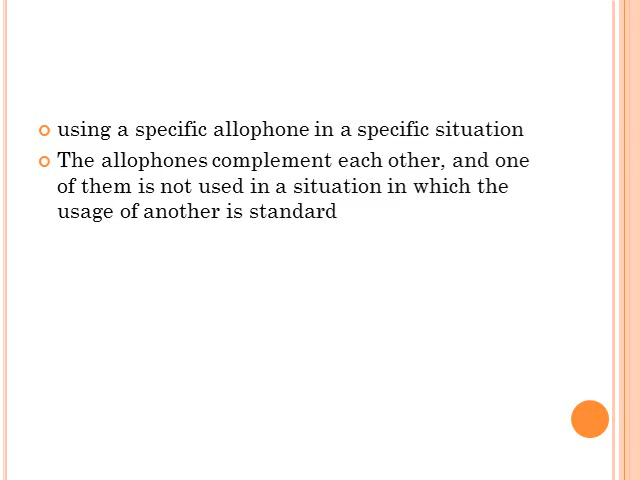 using a specific allophone in a specific situation
The allophones complement each other, and one
of them is not used in a situation in which the
usage of another is standard